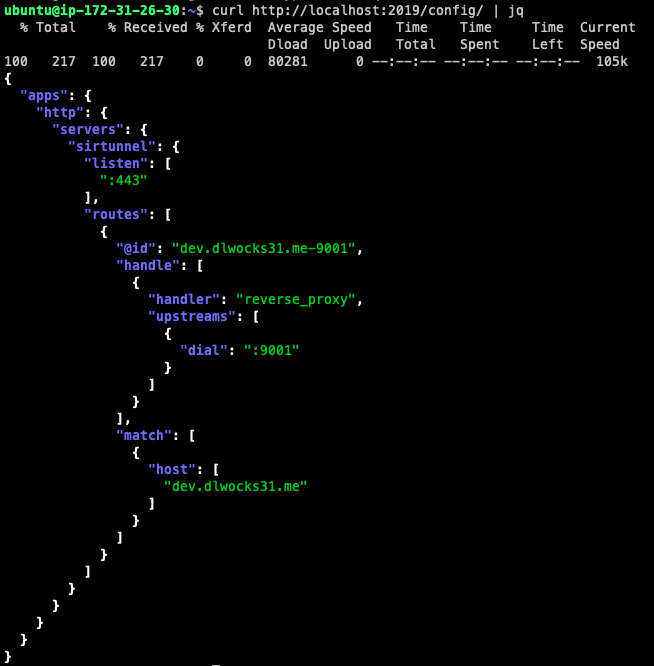 ubuntu@ip-172-31-26-30:~$ curl http://localhost:2019/config/ | jq
  % Total    % Received % Xferd  Average Speed   Time    Time     Time  Current
                                 Dload  Upload   Total   Spent    Left  Speed
100   217  100   217    0     0  80281      0 --:--:-- --:--:-- --:--:--  105k
{
  "apps": {
    "http": {
      "servers": {
        "sirtunnel": {
          "listen": [
            ":443"
          ],
          "routes": [
            {
              "@id": "dev.dlwocks31.me-9001",
              "handle": [
                {
                  "handler": "reverse_proxy",
                  "upstreams": [
                    {
                      "dial": ":9001"
                    }
                  ]
                }
              ],
              "match": [
                {
                  "host": [
                    "dev.dlwocks31.me"
                  ]
                }
              ]
            }
          ]
        }
      }
    }
  }
}